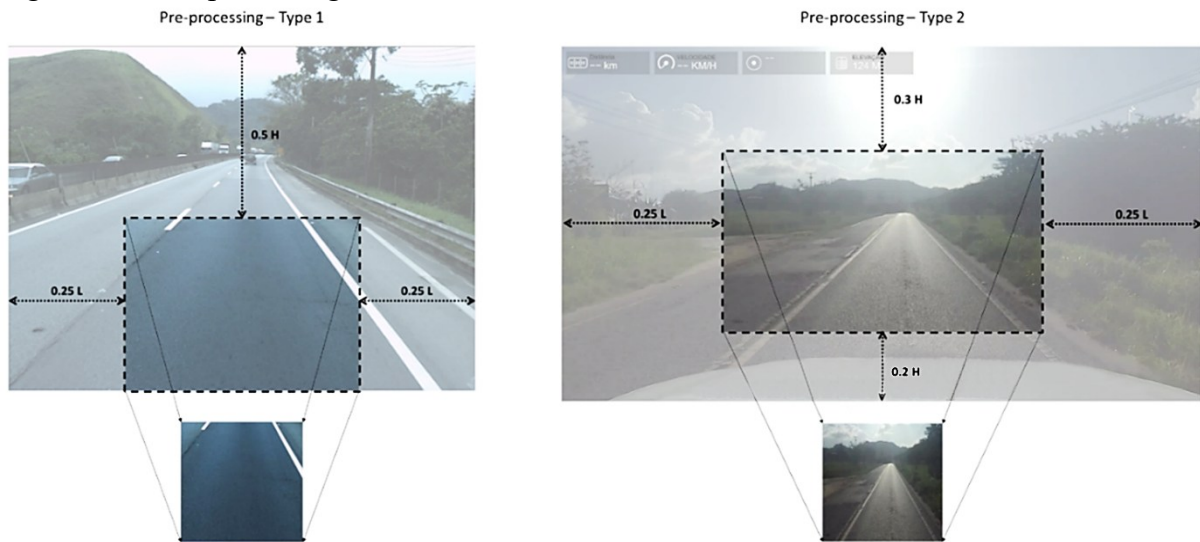 Pre-processing – Type 1
Pre-processing – Type 2
0.5 H
0.25 L
0.25 L
-- km
VELOCIDADE
-- KM/H
--
0.3 H
0.25 L
0.25 L
0.2 H